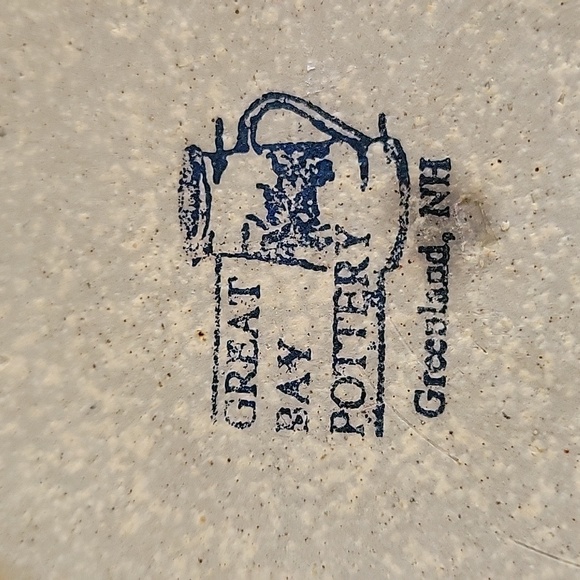 GREAT
BAY
POTTERY
Greenland, NH